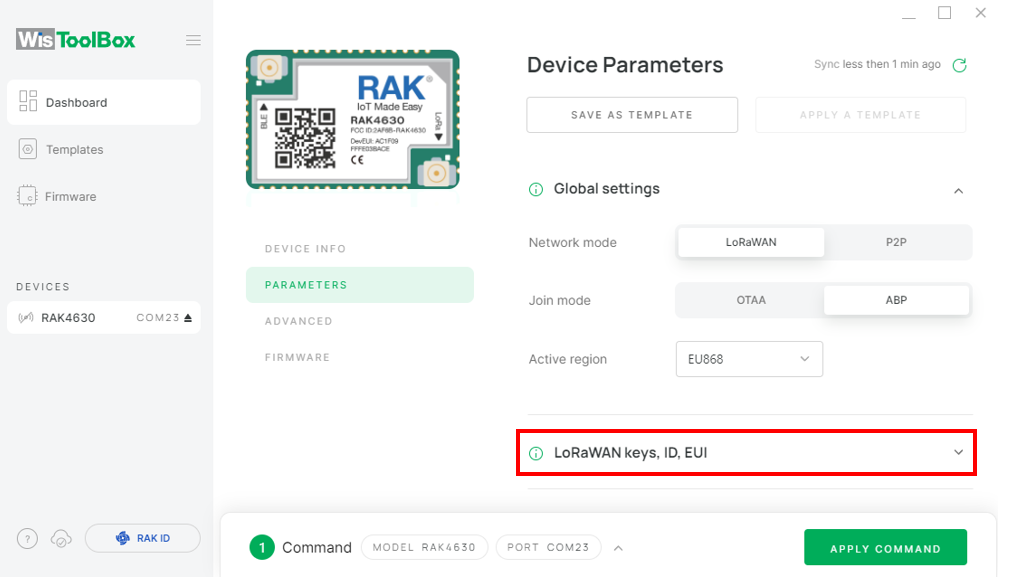 WisToolBox
Dashboard
Templates
Firmware
DEVICES
RAK4630 COM23
? RAK ID
RAK®
IoT Made Easy
RAK4630
FCC ID:2AF6B-RAK4630
DevEUI: AC1F09
FFFE03BACE
CE
BLE
LoRa
DEVICE INFO
PARAMETERS
ADVANCED
FIRMWARE
Device Parameters
Sync less then 1 min ago
SAVE AS TEMPLATE
APPLY A TEMPLATE
Global settings
Network mode LoRaWAN P2P
Join mode OTAA ABP
Active region EU868
LoRaWAN keys, ID, EUI
1 Command MODEL RAK4630 PORT COM23
APPLY COMMAND